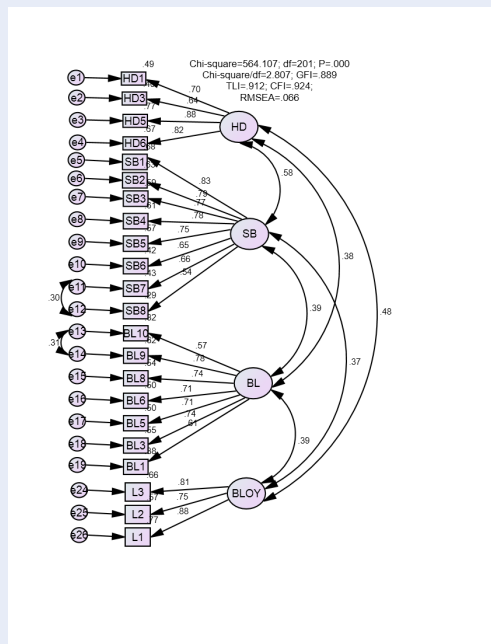 Chi-square=564.107; df=201; P=.000
Chi-square/df=2.807; GFI=.889
TLI=.912; CFI=.924;
RMSEA=.066
.49
e1 HD1 .70
e2 HD3 .64
.77
e3 HD5 .88
.67
e4 HD6 .82
HD
e5 SB1 .83
.58
e6 SB2 .79
e7 SB3 .77
e8 SB4 .78
SB
.57
e9 SB5 .75
e10 SB6 .65
.38
.43
e11 SB7 .66
.30
.29
e12 SB8 .54
.39
.48
e13 BL10 .57
.31
e14 BL9 .78
.37
e15 BL8 .74
BL
.50
e16 BL6 .71
.50
e17 BL5 .71
.55
e18 BL3 .74
.39
e19 BL1 .61
.66
e24 L3 .81
BLOY
e25 L2 .75
.77
e26 L1 .88